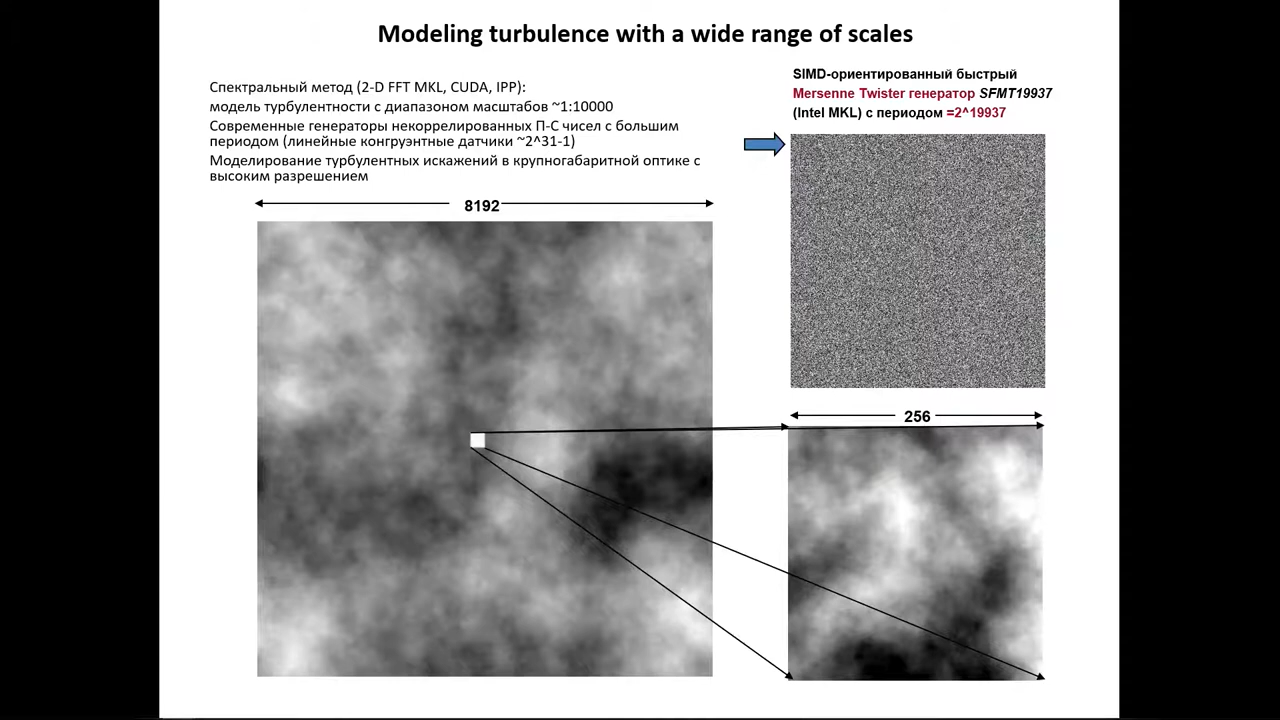 Modeling turbulence with a wide range of scales
Спектральный метод (2-D FFT MKL, CUDA, IPP):
модель турбулентности с диапазоном масштабов ~1:10000
Современные генераторы некоррелированных П-С чисел с большим
периодом (линейные конгруэнтные датчики ~2^31-1)
Моделирование турбулентных искажений в крупногабаритной оптике с
высоким разрешением
SIMD-ориентированный быстрый
Mersenne Twister генератор SFMT19937
(Intel MKL) с периодом =2^19937
8192
256